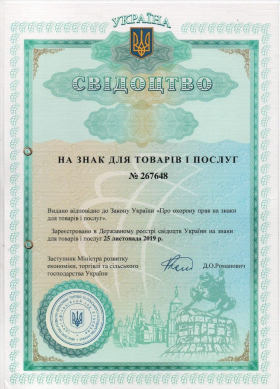 УКРАЇНА
СВІДОЦТВО
НА ЗНАК ДЛЯ ТОВАРІВ І ПОСЛУГ
№ 267648
Видано відповідно до Закону України «Про охорону прав на знаки
для товарів і послуг».
Зареєстровано в Державному реєстрі свідоцтв України на знаки
для товарів і послуг 25 листопада 2019 р.
Заступник Міністра розвитку
економіки, торгівлі та сільського
господарства України
Д.О.Романович